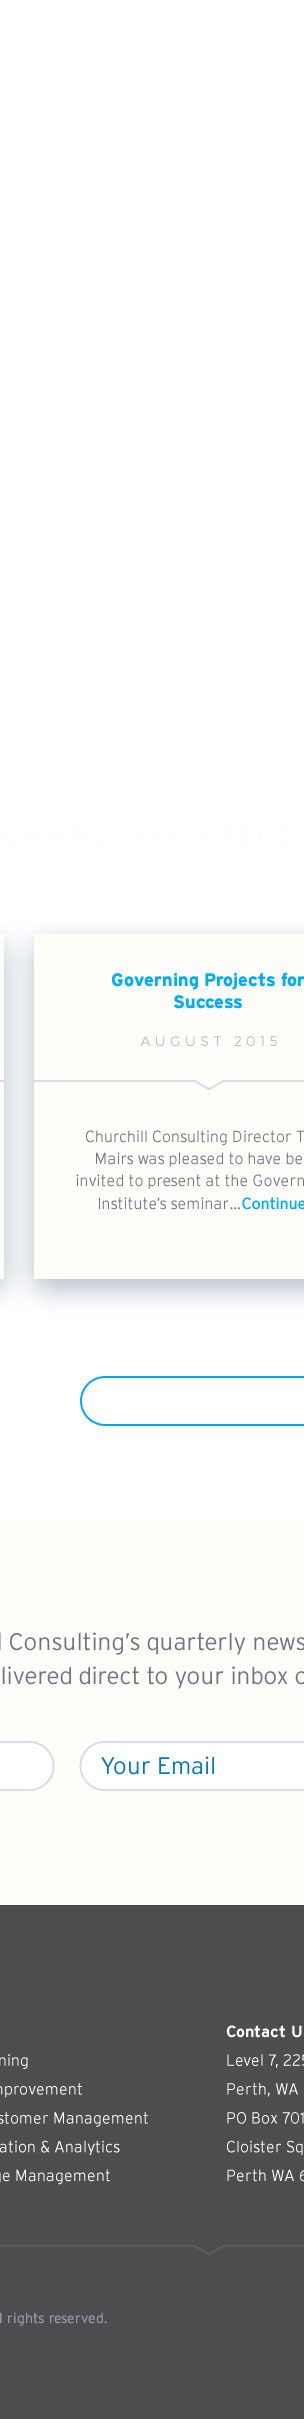 Governing Projects for
Success
AUGUST 2015
Churchill Consulting Director T
Mairs was pleased to have be
invited to present at the Govern
Institute's seminar...Continue
l Consulting's quarterly news
livered direct to your inbox
Your Email
Contact U
ning
Level 7, 225
mprovement
Perth, WA
stomer Management
PO Box 701
ation & Analytics
Cloister Sq
ge Management
Perth WA 6
l rights reserved.